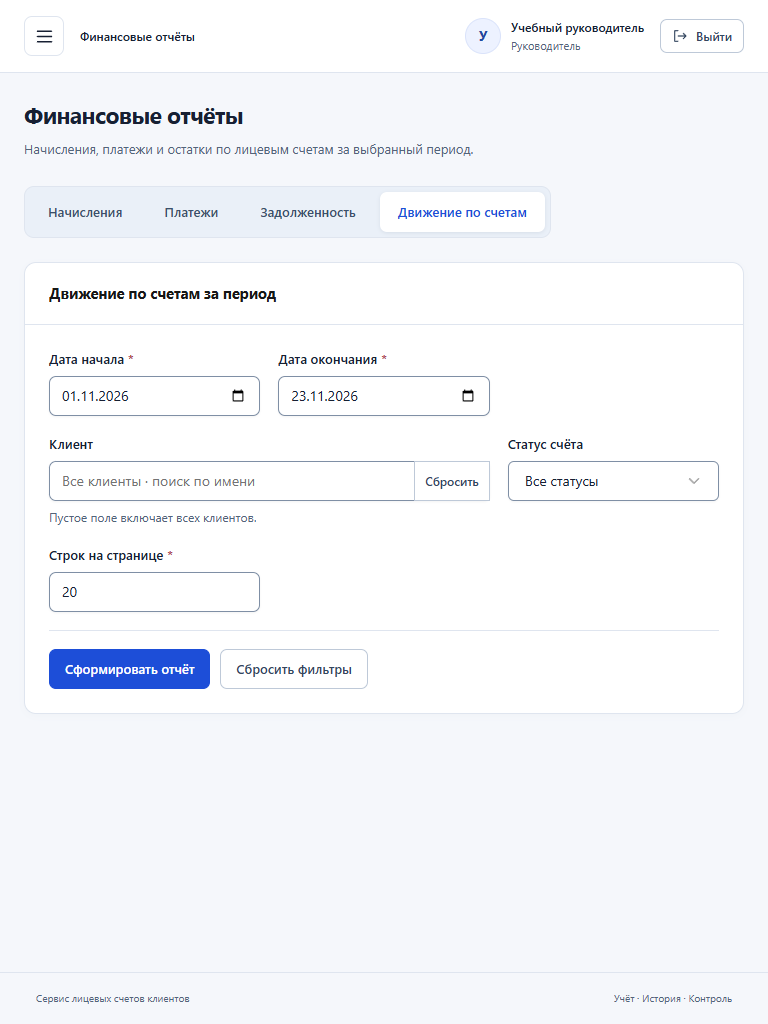 Финансовые отчёты
У
Учебный руководитель
Руководитель
Выйти
Финансовые отчёты
Начисления, платежи и остатки по лицевым счетам за выбранный период.
Начисления
Платежи
Задолженность
Движение по счетам
Движение по счетам за период
Дата начала *
Дата окончания *
01.11.2026
23.11.2026
Клиент
Статус счёта
Все клиенты · поиск по имени
Сбросить
Все статусы
Пустое поле включает всех клиентов.
Строк на странице *
20
Сформировать отчёт
Сбросить фильтры
Сервис лицевых счетов клиентов
Учёт · История · Контроль